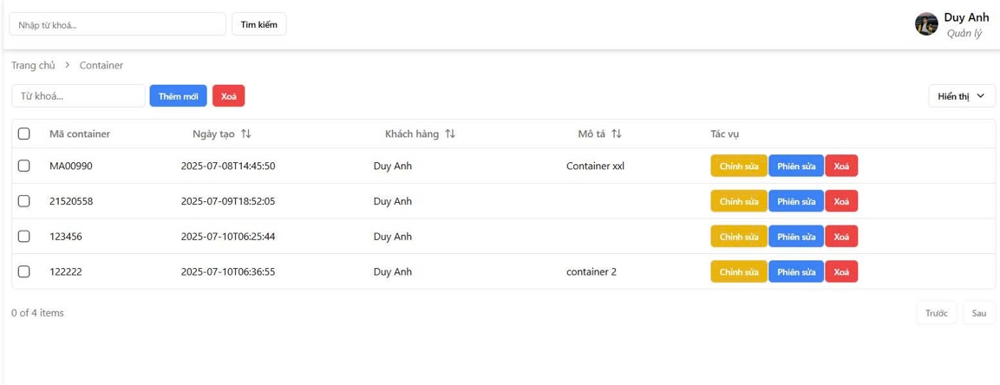 Nhập từ khoá... Tìm kiếm Duy Anh
Quản lý
Trang chủ > Container
Từ khoá... Thêm mới Xoá Hiển thị
Mã container Ngày tạo Khách hàng Mô tả Tác vụ
MA00990 2025-07-08T14:45:50 Duy Anh Container xxl Chỉnh sửa Phiên sửa Xoá
21520558 2025-07-09T18:52:05 Duy Anh Chỉnh sửa Phiên sửa Xoá
123456 2025-07-10T06:25:44 Duy Anh Chỉnh sửa Phiên sửa Xoá
122222 2025-07-10T06:36:55 Duy Anh container 2 Chỉnh sửa Phiên sửa Xoá
0 of 4 items Trước Sau